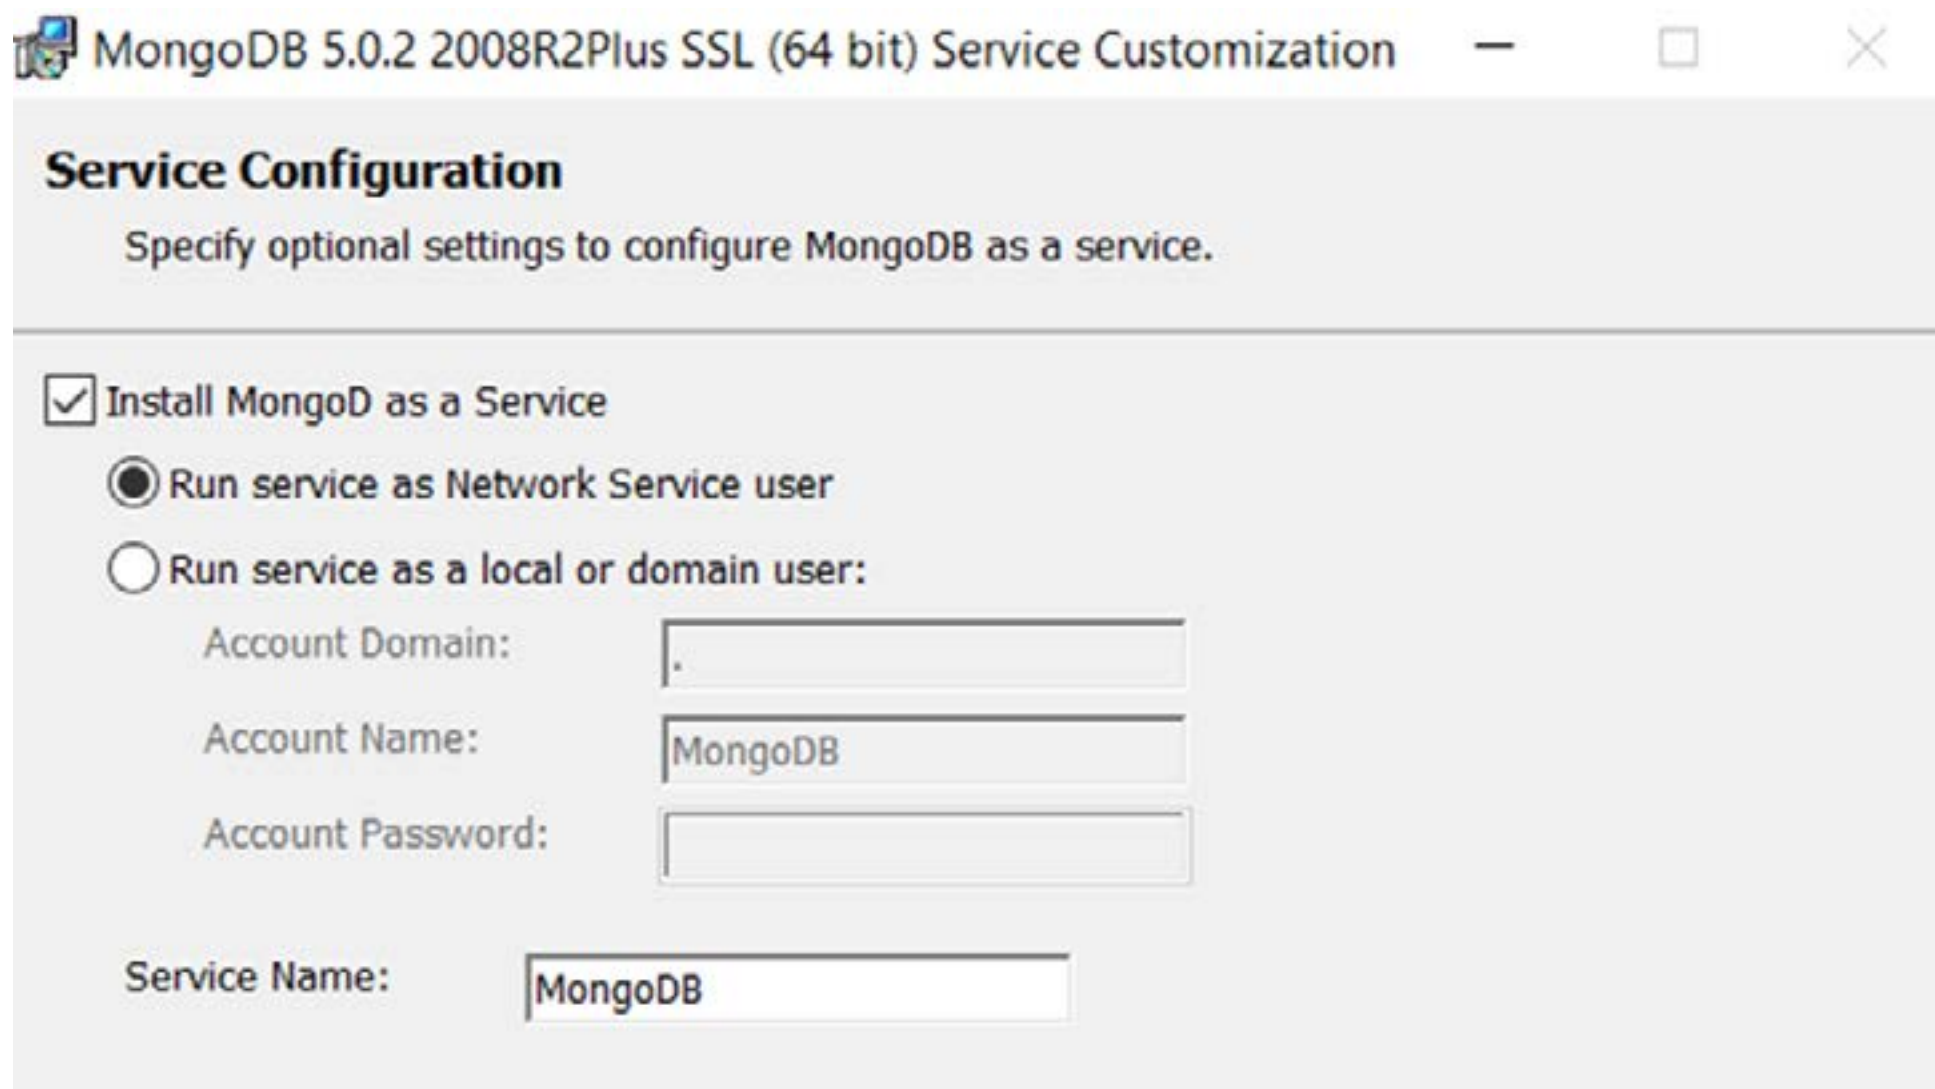 MongoDB 5.0.2 2008R2Plus SSL (64 bit) Service Customization
Service Configuration
Specify optional settings to configure MongoDB as a service.
Install MongoD as a Service
Run service as Network Service user
Run service as a local or domain user:
Account Domain: .
Account Name: MongoDB
Account Password:
Service Name: MongoDB